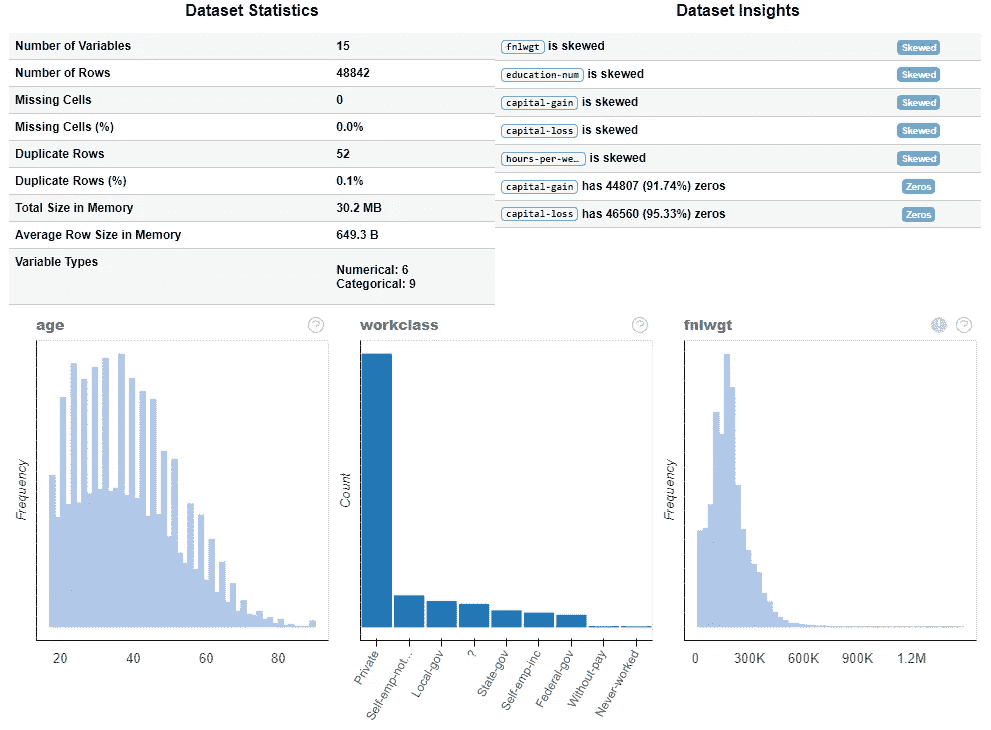 Dataset Statistics
Number of Variables 15
Number of Rows 48842
Missing Cells 0
Missing Cells (%) 0.0%
Duplicate Rows 52
Duplicate Rows (%) 0.1%
Total Size in Memory 30.2 MB
Average Row Size in Memory 649.3 B
Variable Types Numerical: 6
Categorical: 9
Dataset Insights
fnlwgt is skewed Skewed
education-num is skewed Skewed
capital-gain is skewed Skewed
capital-loss is skewed Skewed
hours-per-we… is skewed Skewed
capital-gain has 44807 (91.74%) zeros Zeros
capital-loss has 46560 (95.33%) zeros Zeros
age ?
Frequency
20 40 60 80
workclass ?
Count
Private
Self-emp-not...
Local-gov
?
State-gov
Self-emp-inc
Federal-gov
Without-pay
Never-worked
fnlwgt ! ?
Frequency
0 300K 600K 900K 1.2M